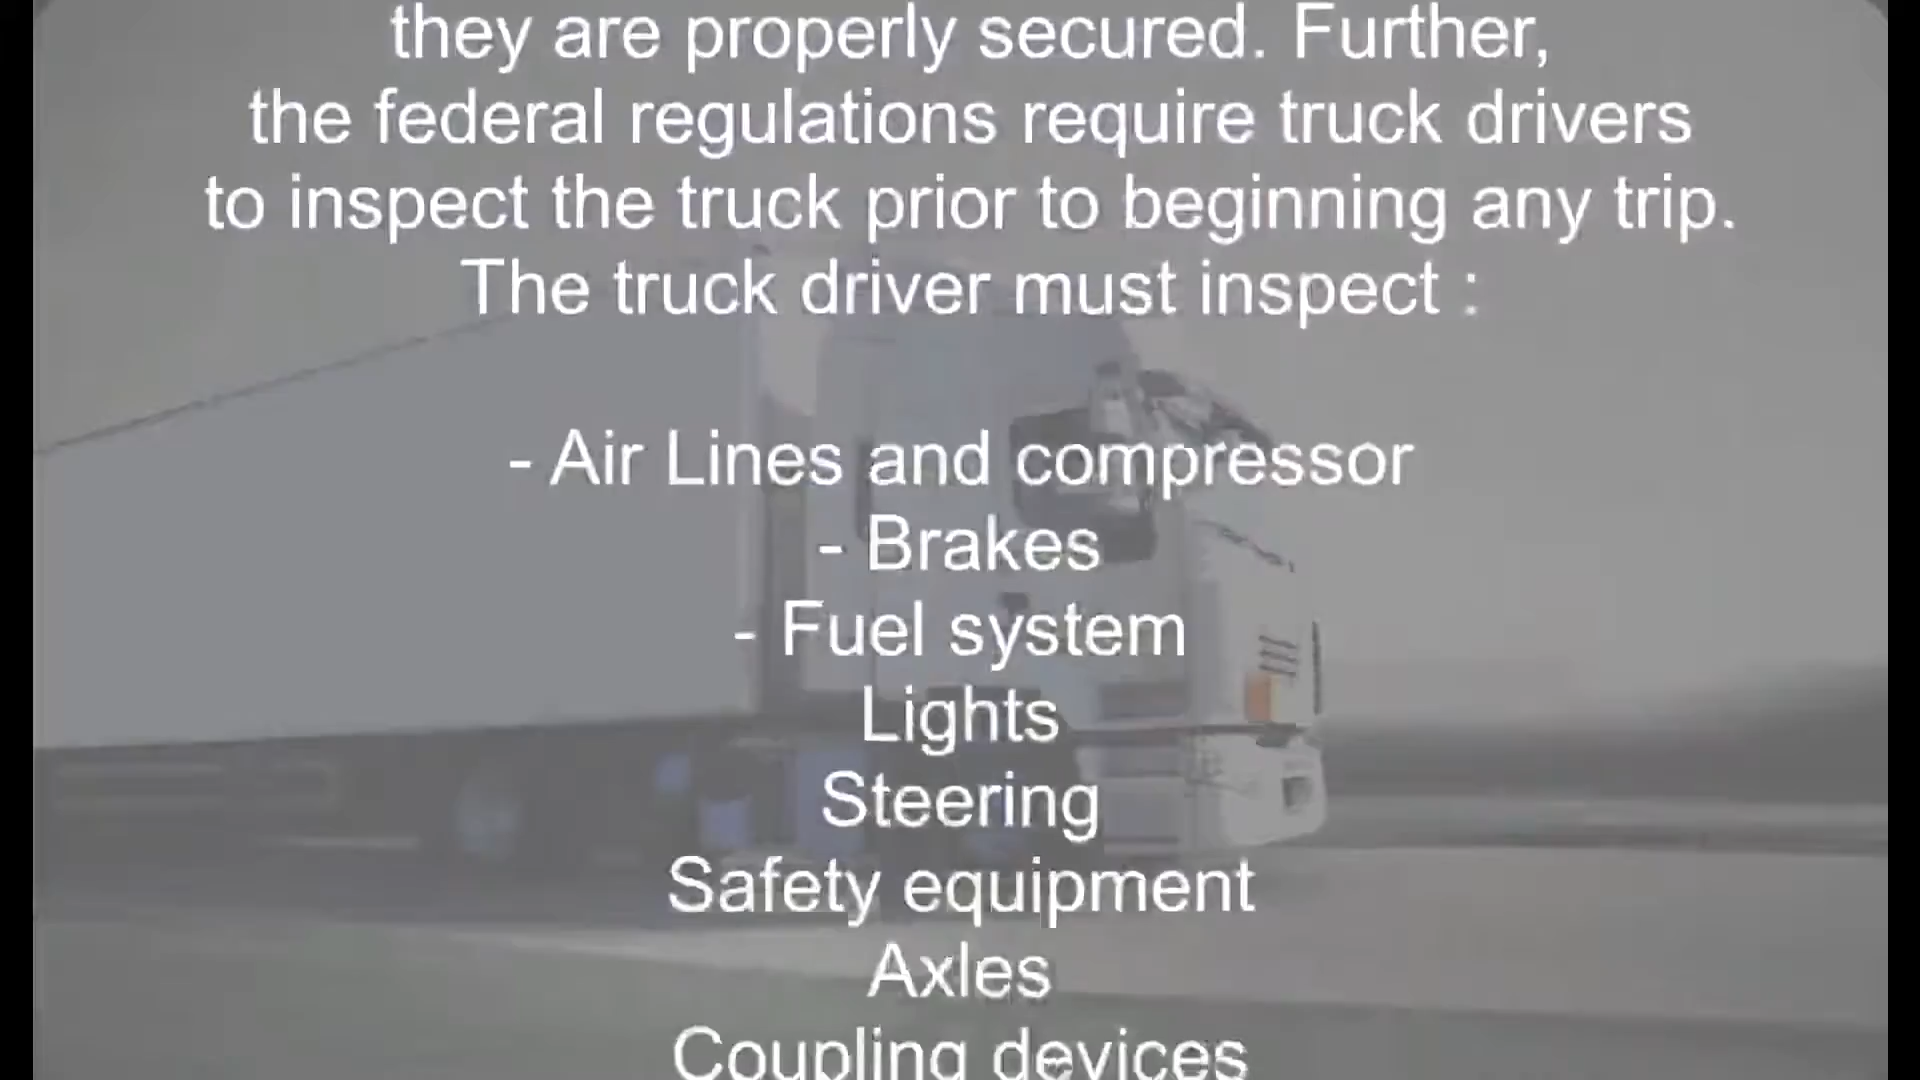 they are properly secured. Further,
the federal regulations require truck drivers
to inspect the truck prior to beginning any trip.
The truck driver must inspect :
- Air Lines and compressor
- Brakes
- Fuel system
Lights
Steering
Safety equipment
Axles
Coupling devices